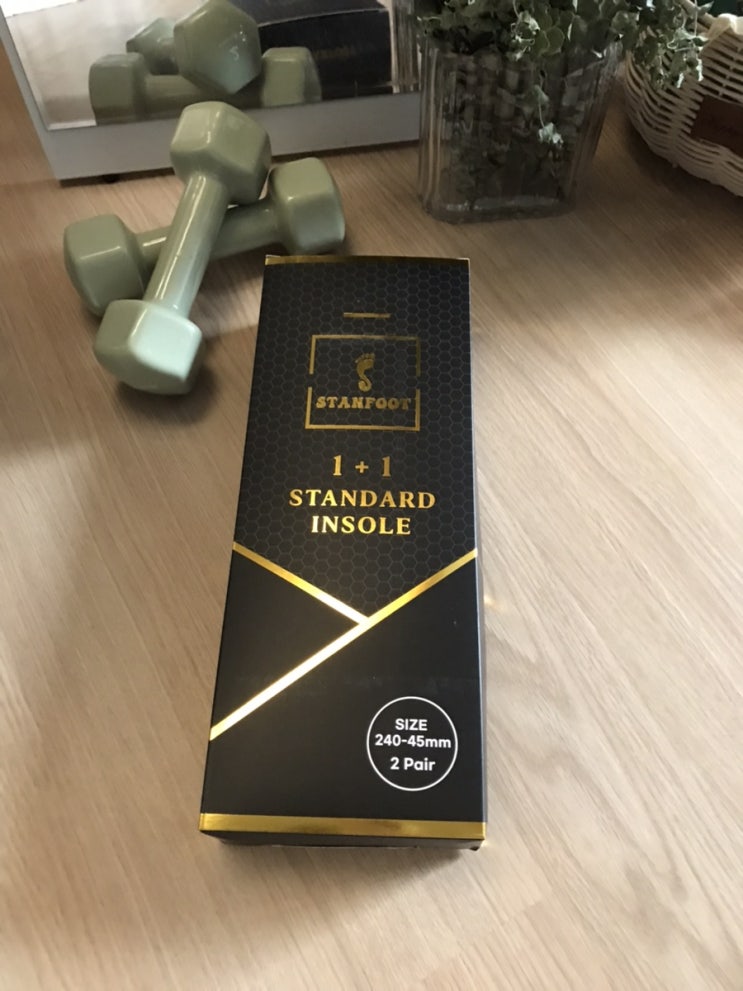 STANFOOT
1 + 1
STANDARD
INSOLE
SIZE
240-45mm
2 Pair